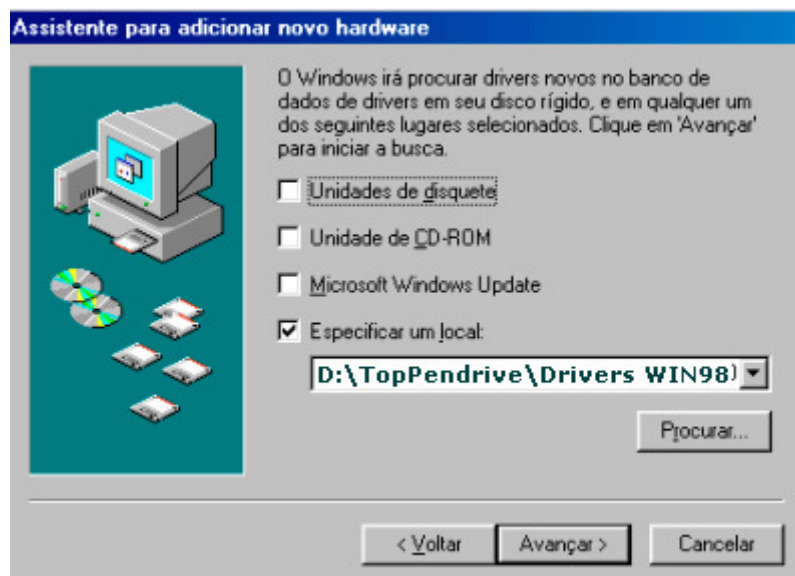 Assistente para adicionar novo hardware
O Windows irá procurar drivers novos no banco de
dados de drivers em seu disco rígido, e em qualquer um
dos seguintes lugares selecionados. Clique em 'Avançar'
para iniciar a busca.
Unidades de disquete
Unidade de CD-ROM
Microsoft Windows Update
Especificar um local:
D:\TopPendrive\Drivers WIN98)
Procurar...
< Voltar
Avançar >
Cancelar